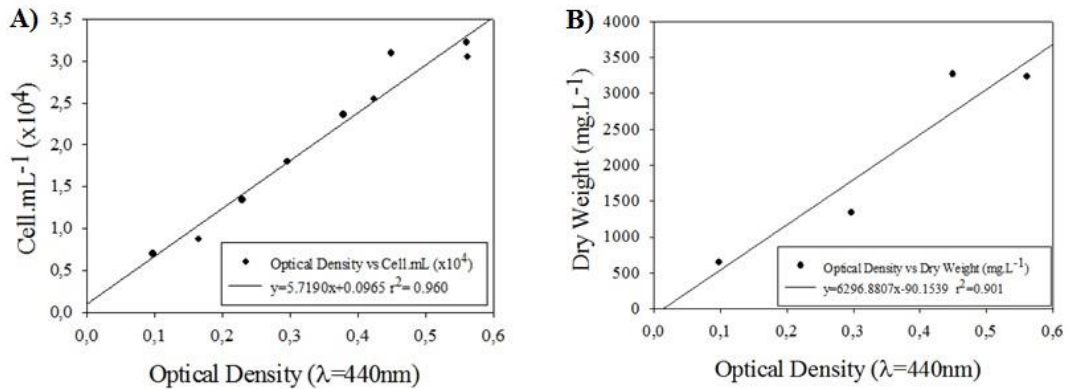 A)
3,5
3,0
2,5
2,0
1,5
1,0
0,5
0,0
Cell.mL⁻¹ (x10⁴)
Optical Density vs Cell.mL (x10⁴)
y=5.7190x+0.0965 r²= 0.960
0,0 0,1 0,2 0,3 0,4 0,5 0,6
Optical Density (λ=440nm)
B)
4000
3500
3000
2500
2000
1500
1000
500
0
Dry Weight (mg.L⁻¹)
Optical Density vs Dry Weight (mg.L⁻¹)
y=6296.8807x-90.1539 r²=0.901
0,0 0,1 0,2 0,3 0,4 0,5 0,6
Optical Density (λ=440nm)